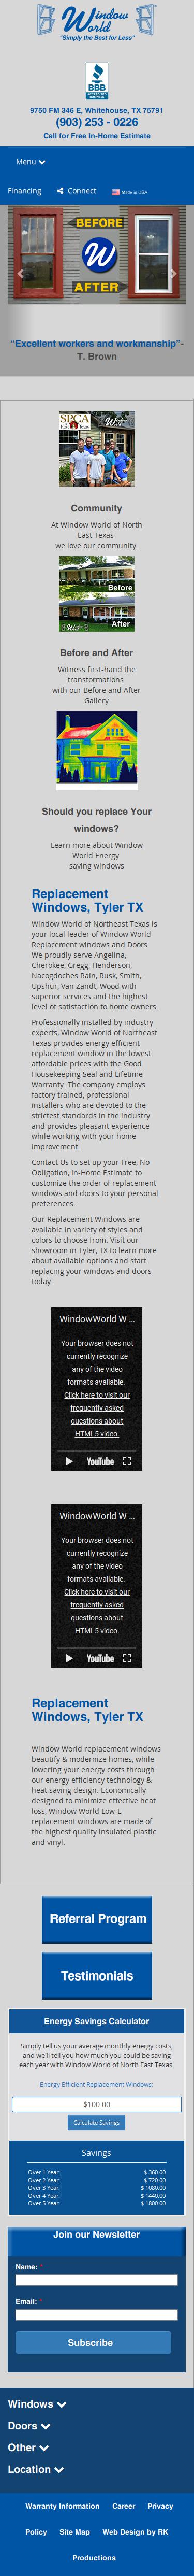 Window
World
"Simply the Best for Less"
BBB
9750 FM 346 E, Whitehouse, TX 75791
(903) 253 - 0226
Call for Free In-Home Estimate
Menu
Financing
Connect
Made in USA
BEFORE
W
AFTER
“Excellent workers and workmanship”-
T. Brown
SPCA
Community
At Window World of North
East Texas
we love our community.
Before
After
Before and After
Witness first-hand the
transformations
with our Before and After
Gallery
Should you replace Your
windows?
Learn more about Window
World Energy
saving windows
Replacement
Windows, Tyler TX
Window World of Northeast Texas is
your local leader of Window World
Replacement windows and Doors.
We proudly serve Angelina,
Cherokee, Gregg, Henderson,
Nacogdoches Rain, Rusk, Smith,
Upshur, Van Zandt, Wood with
superior services and the highest
level of satisfaction to home owners.
Professionally installed by industry
experts, Window World of Northeast
Texas provides energy efficient
replacement window in the lowest
affordable prices with the Good
Housekeeping Seal and Lifetime
Warranty. The company employs
factory trained, professional
installers who are devoted to the
strictest standards in the industry
and provides pleasant experience
while working with your home
improvement.
Contact Us to set up your Free, No
Obligation, In-Home Estimate to
customize the order of replacement
windows and doors to your personal
preferences.
Our Replacement Windows are
available in variety of styles and
colors to choose from. Visit our
showroom in Tyler, TX to learn more
about available options and start
replacing your windows and doors
today.
WindowWorld W ...
Your browser does not
currently recognize
any of the video
formats available.
Click here to visit our
frequently asked
questions about
HTML5 video.
YouTube
WindowWorld W ...
Your browser does not
currently recognize
any of the video
formats available.
Click here to visit our
frequently asked
questions about
HTML5 video.
YouTube
Replacement
Windows, Tyler TX
Window World replacement windows
beautify & modernize homes, while
lowering your energy costs through
our energy efficiency technology &
heat saving design. Economically
designed to minimize effective heat
loss, Window World Low-E
replacement windows are made of
the highest quality insulated plastic
and vinyl.
Referral Program
Testimonials
Energy Savings Calculator
Simply tell us your average monthly energy costs,
and we'll tell you how much you could be saving
each year with Window World of North East Texas.
Energy Efficient Replacement Windows:
$100.00
Calculate Savings
Savings
Over 1 Year: $ 360.00
Over 2 Year: $ 720.00
Over 3 Year: $ 1080.00
Over 4 Year: $ 1440.00
Over 5 Year: $ 1800.00
Join our Newsletter
Name: *
Email: *
Subscribe
Windows
Doors
Other
Location
Warranty Information Career Privacy
Policy Site Map Web Design by RK
Productions